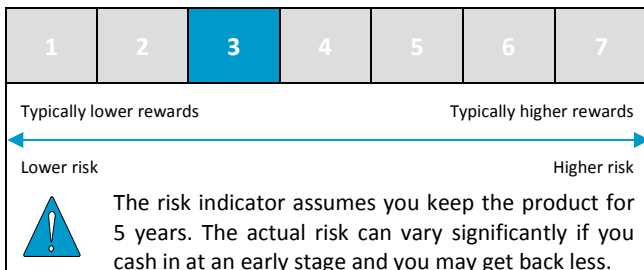 1 2 3 4 5 6 7
Typically lower rewards Typically higher rewards
Lower risk Higher risk
The risk indicator assumes you keep the product for
5 years. The actual risk can vary significantly if you
cash in at an early stage and you may get back less.